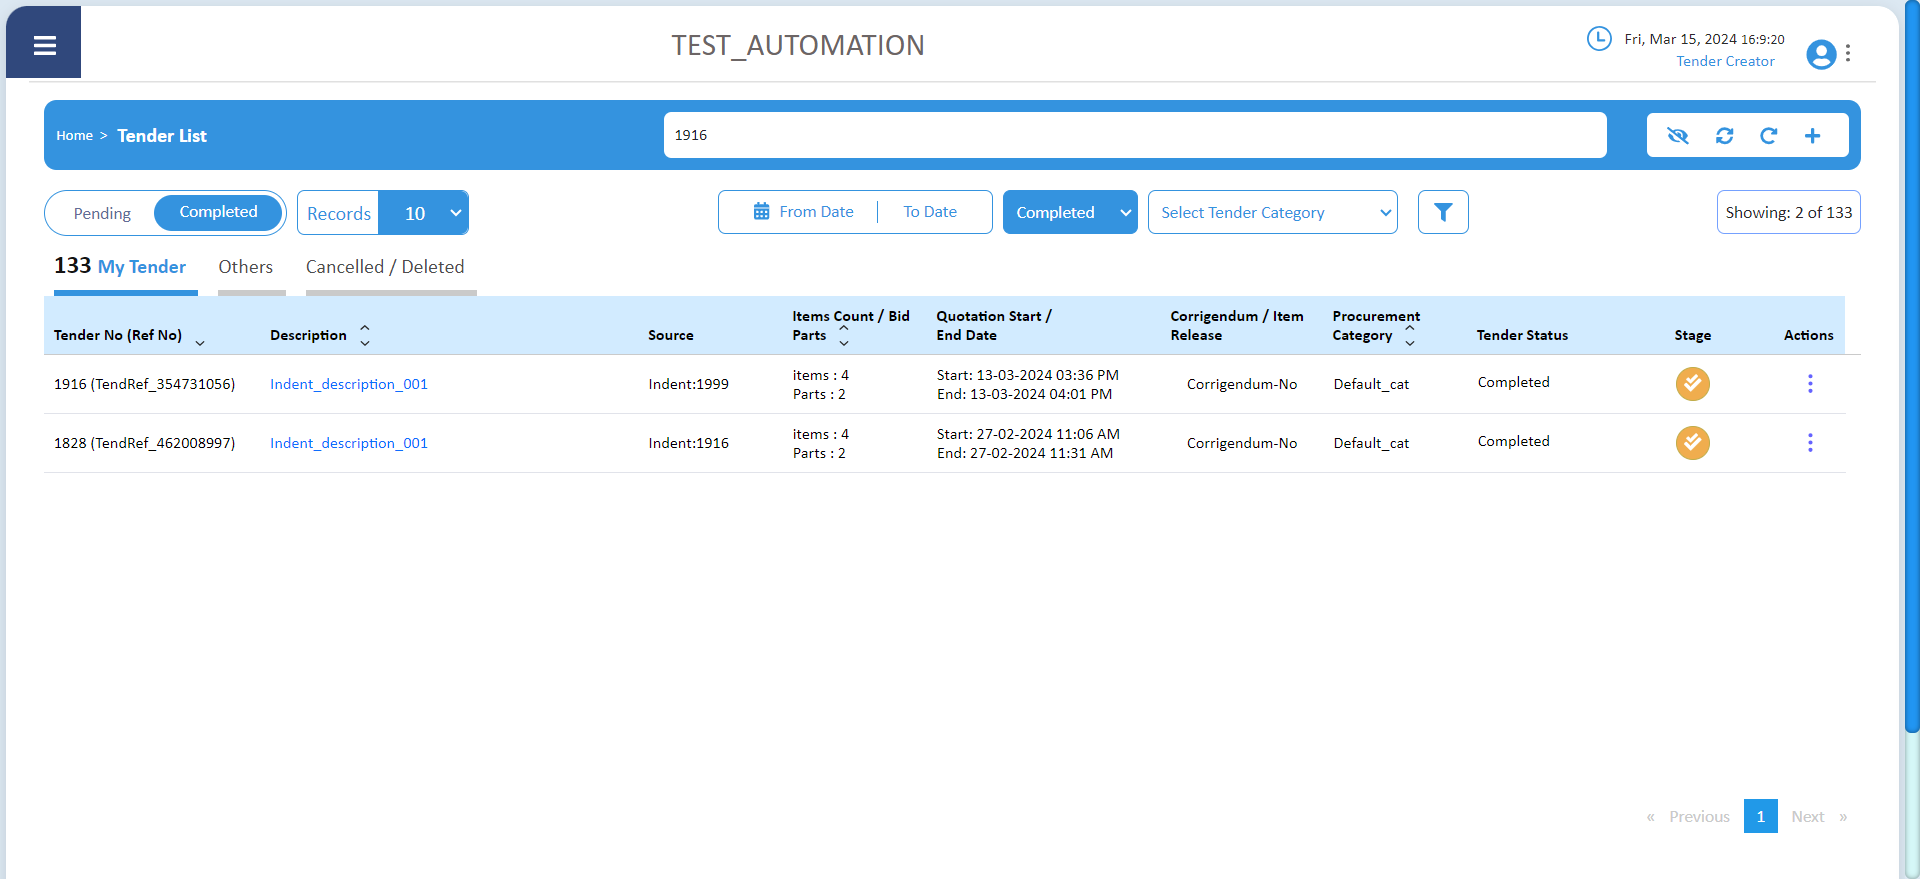 TEST_AUTOMATION
Fri, Mar 15, 2024 16:9:20
Tender Creator
Home > Tender List
1916
Pending Completed Records 10 From Date To Date Completed Select Tender Category Showing: 2 of 133
133 My Tender Others Cancelled / Deleted
Tender No (Ref No) Description Source Items Count / Bid Parts Quotation Start / End Date Corrigendum / Item Release Procurement Category Tender Status Stage Actions
1916 (TendRef_354731056) Indent_description_001 Indent:1999 items : 4 Parts : 2 Start: 13-03-2024 03:36 PM End: 13-03-2024 04:01 PM Corrigendum-No Default_cat Completed
1828 (TendRef_462008997) Indent_description_001 Indent:1916 items : 4 Parts : 2 Start: 27-02-2024 11:06 AM End: 27-02-2024 11:31 AM Corrigendum-No Default_cat Completed
« Previous 1 Next »